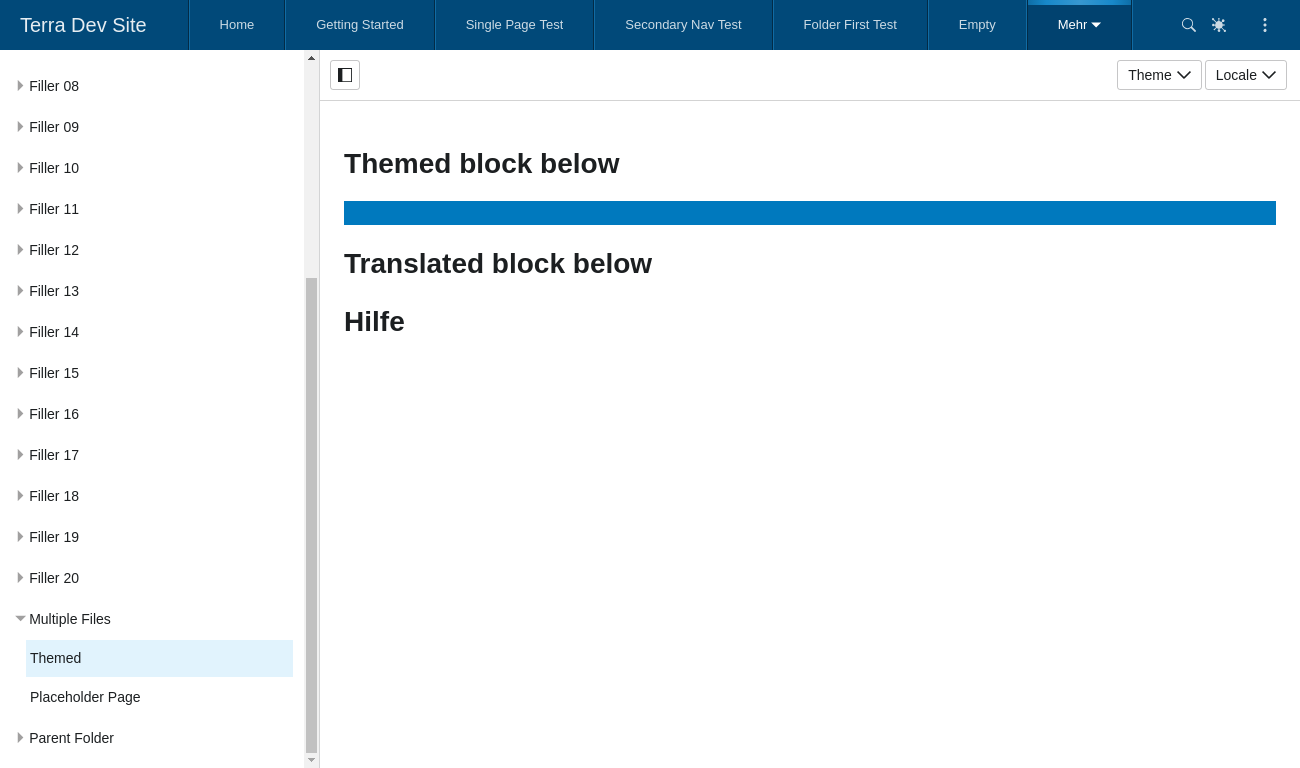 Terra Dev Site
Home
Getting Started
Single Page Test
Secondary Nav Test
Folder First Test
Empty
Mehr
Filler 08
Filler 09
Filler 10
Filler 11
Filler 12
Filler 13
Filler 14
Filler 15
Filler 16
Filler 17
Filler 18
Filler 19
Filler 20
Multiple Files
Themed
Placeholder Page
Parent Folder
Theme
Locale
Themed block below
Translated block below
Hilfe